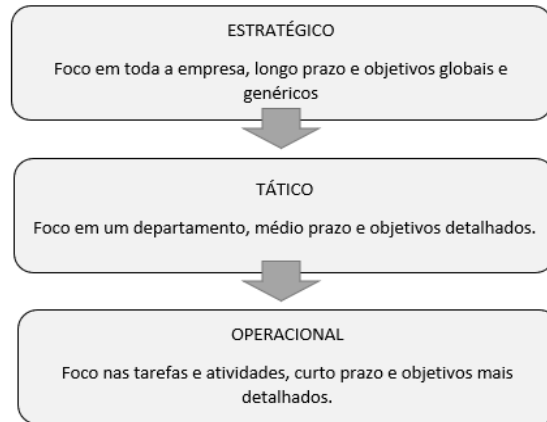 ESTRATÉGICO
Foco em toda a empresa, longo prazo e objetivos globais e
genéricos
TÁTICO
Foco em um departamento, médio prazo e objetivos detalhados.
OPERACIONAL
Foco nas tarefas e atividades, curto prazo e objetivos mais
detalhados.